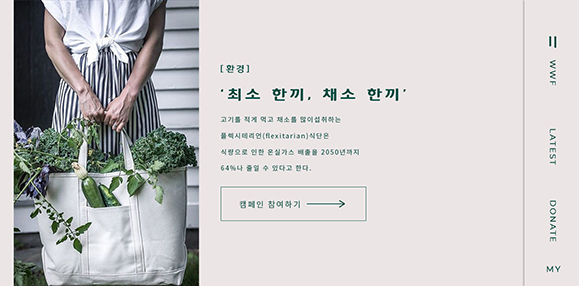 [환경]
'최소 한끼, 채소 한끼'
고기를 적게 먹고 채소를 많이섭취하는
플렉시테리언(flexitarian)식단은
식량으로 인한 온실가스 배출을 2050년까지
64%나 줄일 수 있다고 한다.
캠페인 참여하기
WWF
LATEST
DONATE
MY